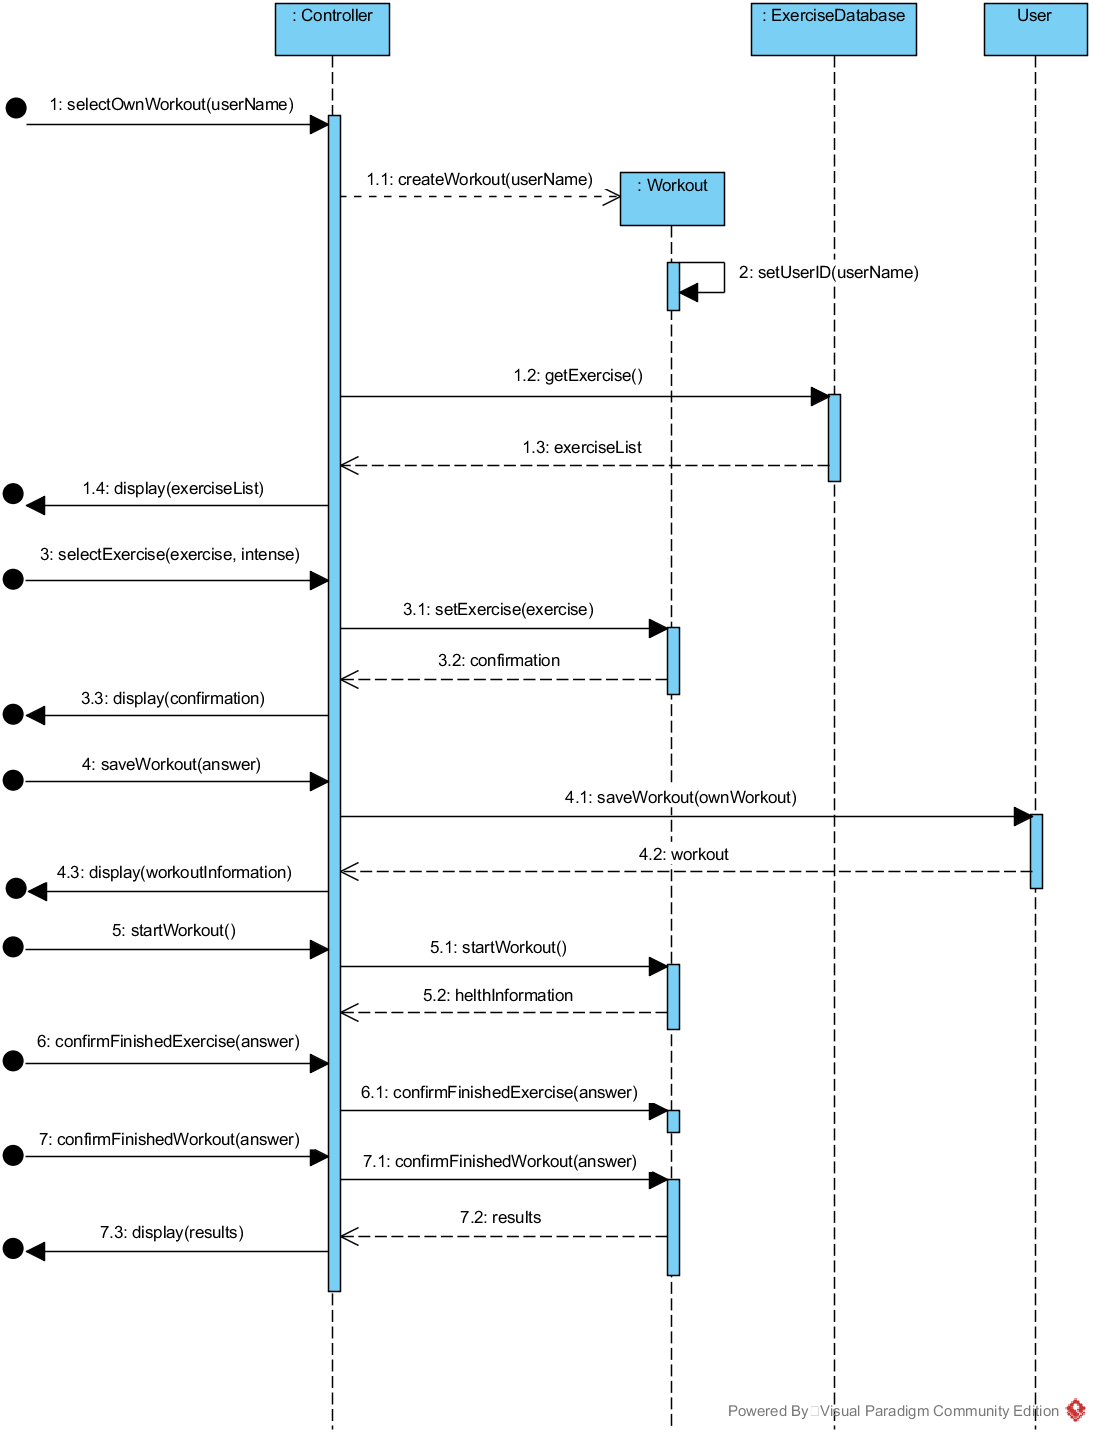 : Controller
: ExerciseDatabase
User
1: selectOwnWorkout(userName)
1.1: createWorkout(userName)
: Workout
2: setUserID(userName)
1.2: getExercise()
1.3: exerciseList
1.4: display(exerciseList)
3: selectExercise(exercise, intense)
3.1: setExercise(exercise)
3.2: confirmation
3.3: display(confirmation)
4: saveWorkout(answer)
4.1: saveWorkout(ownWorkout)
4.2: workout
4.3: display(workoutInformation)
5: startWorkout()
5.1: startWorkout()
5.2: helthInformation
6: confirmFinishedExercise(answer)
6.1: confirmFinishedExercise(answer)
7: confirmFinishedWorkout(answer)
7.1: confirmFinishedWorkout(answer)
7.2: results
7.3: display(results)
Powered By Visual Paradigm Community Edition